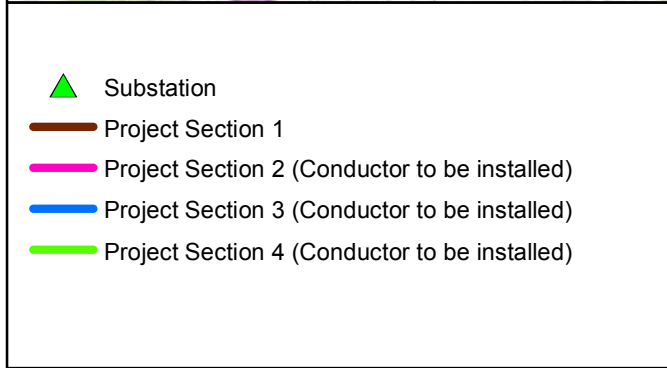 Substation
Project Section 1
Project Section 2 (Conductor to be installed)
Project Section 3 (Conductor to be installed)
Project Section 4 (Conductor to be installed)